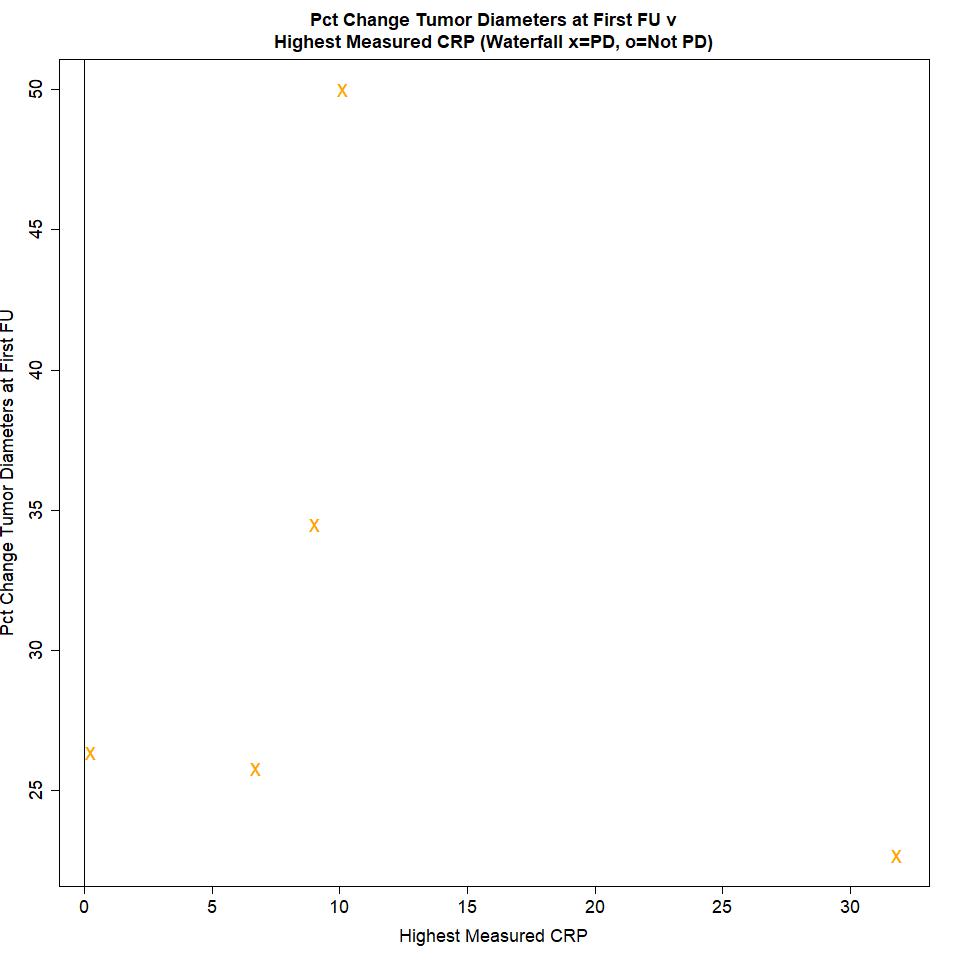 Pct Change Tumor Diameters at First FU v
Highest Measured CRP (Waterfall x=PD, o=Not PD)
Pct Change Tumor Diameters at First FU
50
45
40
35
30
25
X
X
X
X
X
0 5 10 15 20 25 30
Highest Measured CRP